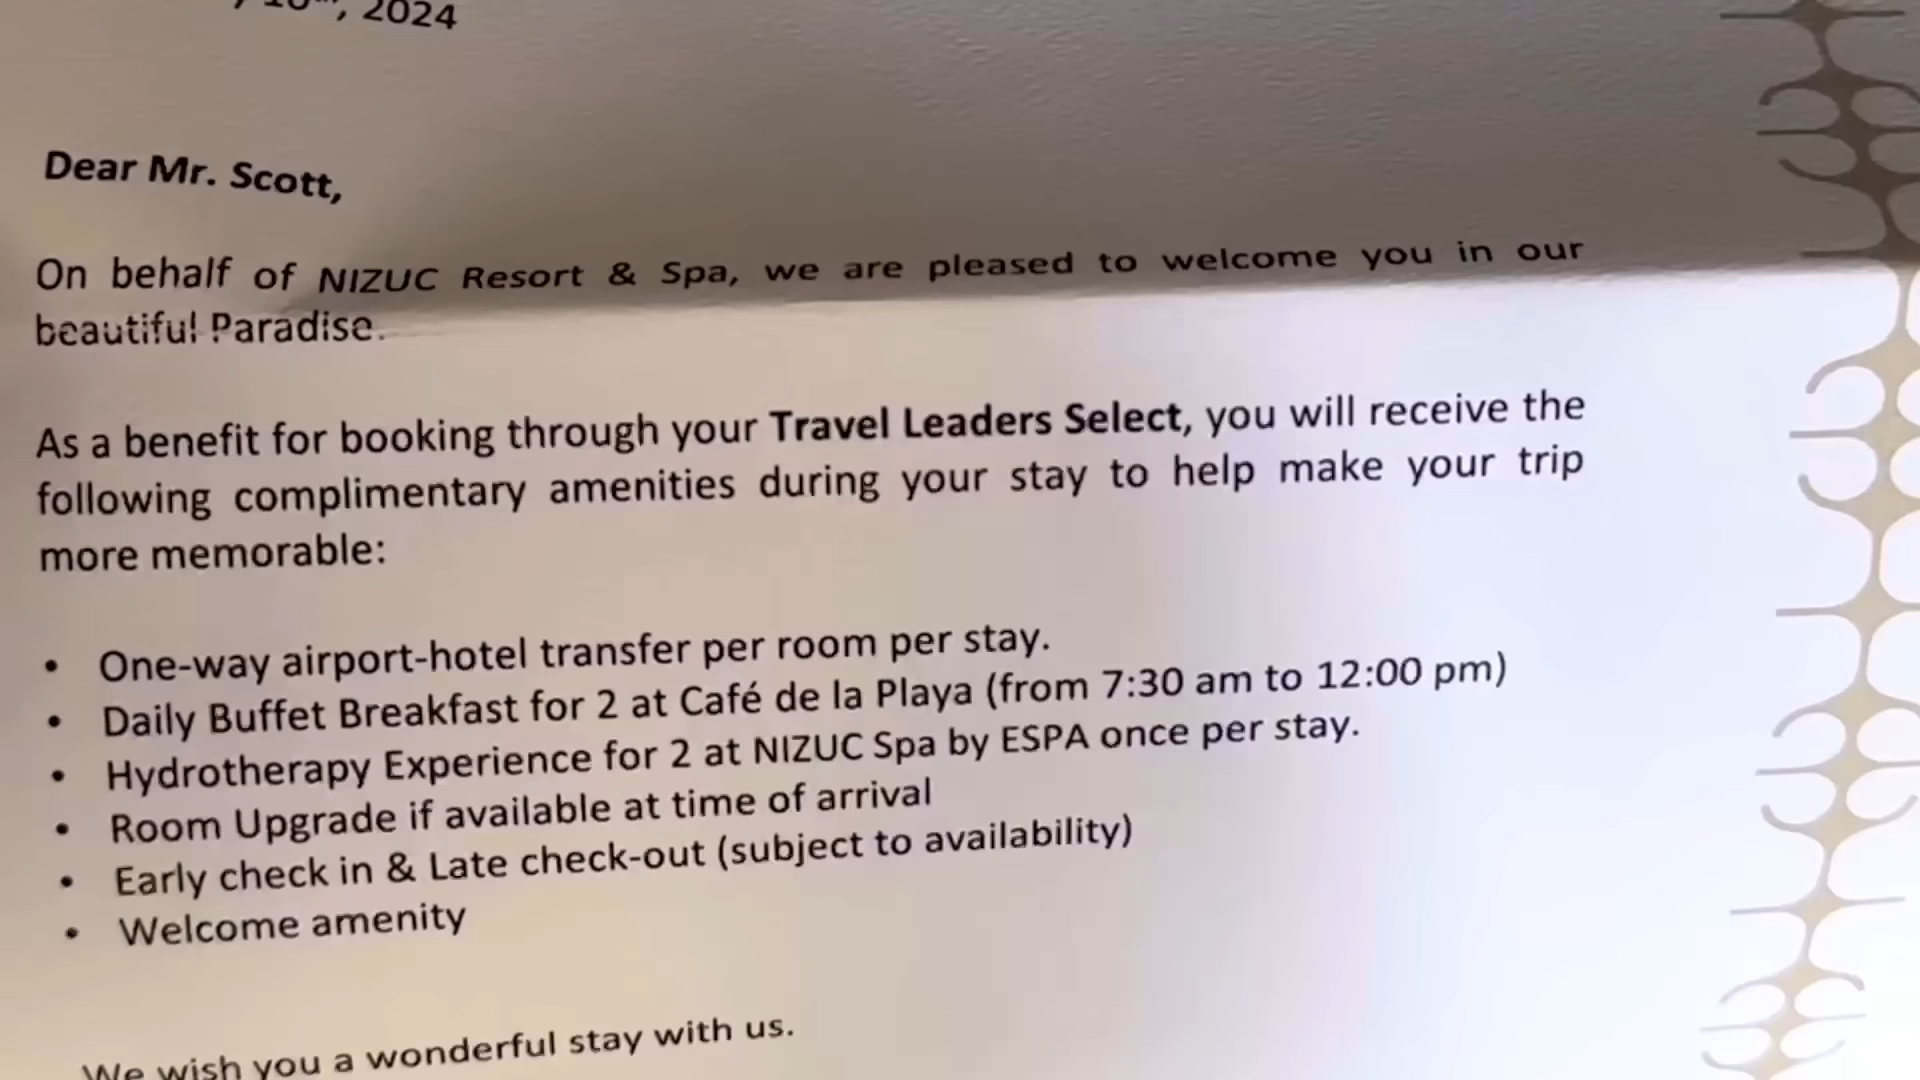 , 2024
Dear Mr. Scott,
On behalf of NIZUC Resort & Spa, we are pleased to welcome you in our
beautiful Paradise.
As a benefit for booking through your Travel Leaders Select, you will receive the
following complimentary amenities during your stay to help make your trip
more memorable:
• One-way airport-hotel transfer per room per stay.
• Daily Buffet Breakfast for 2 at Café de la Playa (from 7:30 am to 12:00 pm)
• Hydrotherapy Experience for 2 at NIZUC Spa by ESPA once per stay.
• Room Upgrade if available at time of arrival
• Early check in & Late check-out (subject to availability)
• Welcome amenity
We wish you a wonderful stay with us.